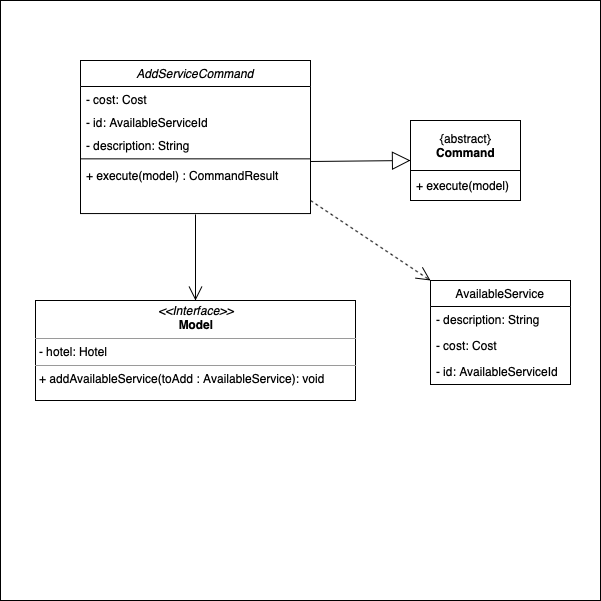 AddServiceCommand
- cost: Cost
- id: AvailableServiceId
- description: String
+ execute(model) : CommandResult
{abstract}
Command
+ execute(model)
<<Interface>>
Model
- hotel: Hotel
+ addAvailableService(toAdd : AvailableService): void
AvailableService
- description: String
- cost: Cost
- id: AvailableServiceId